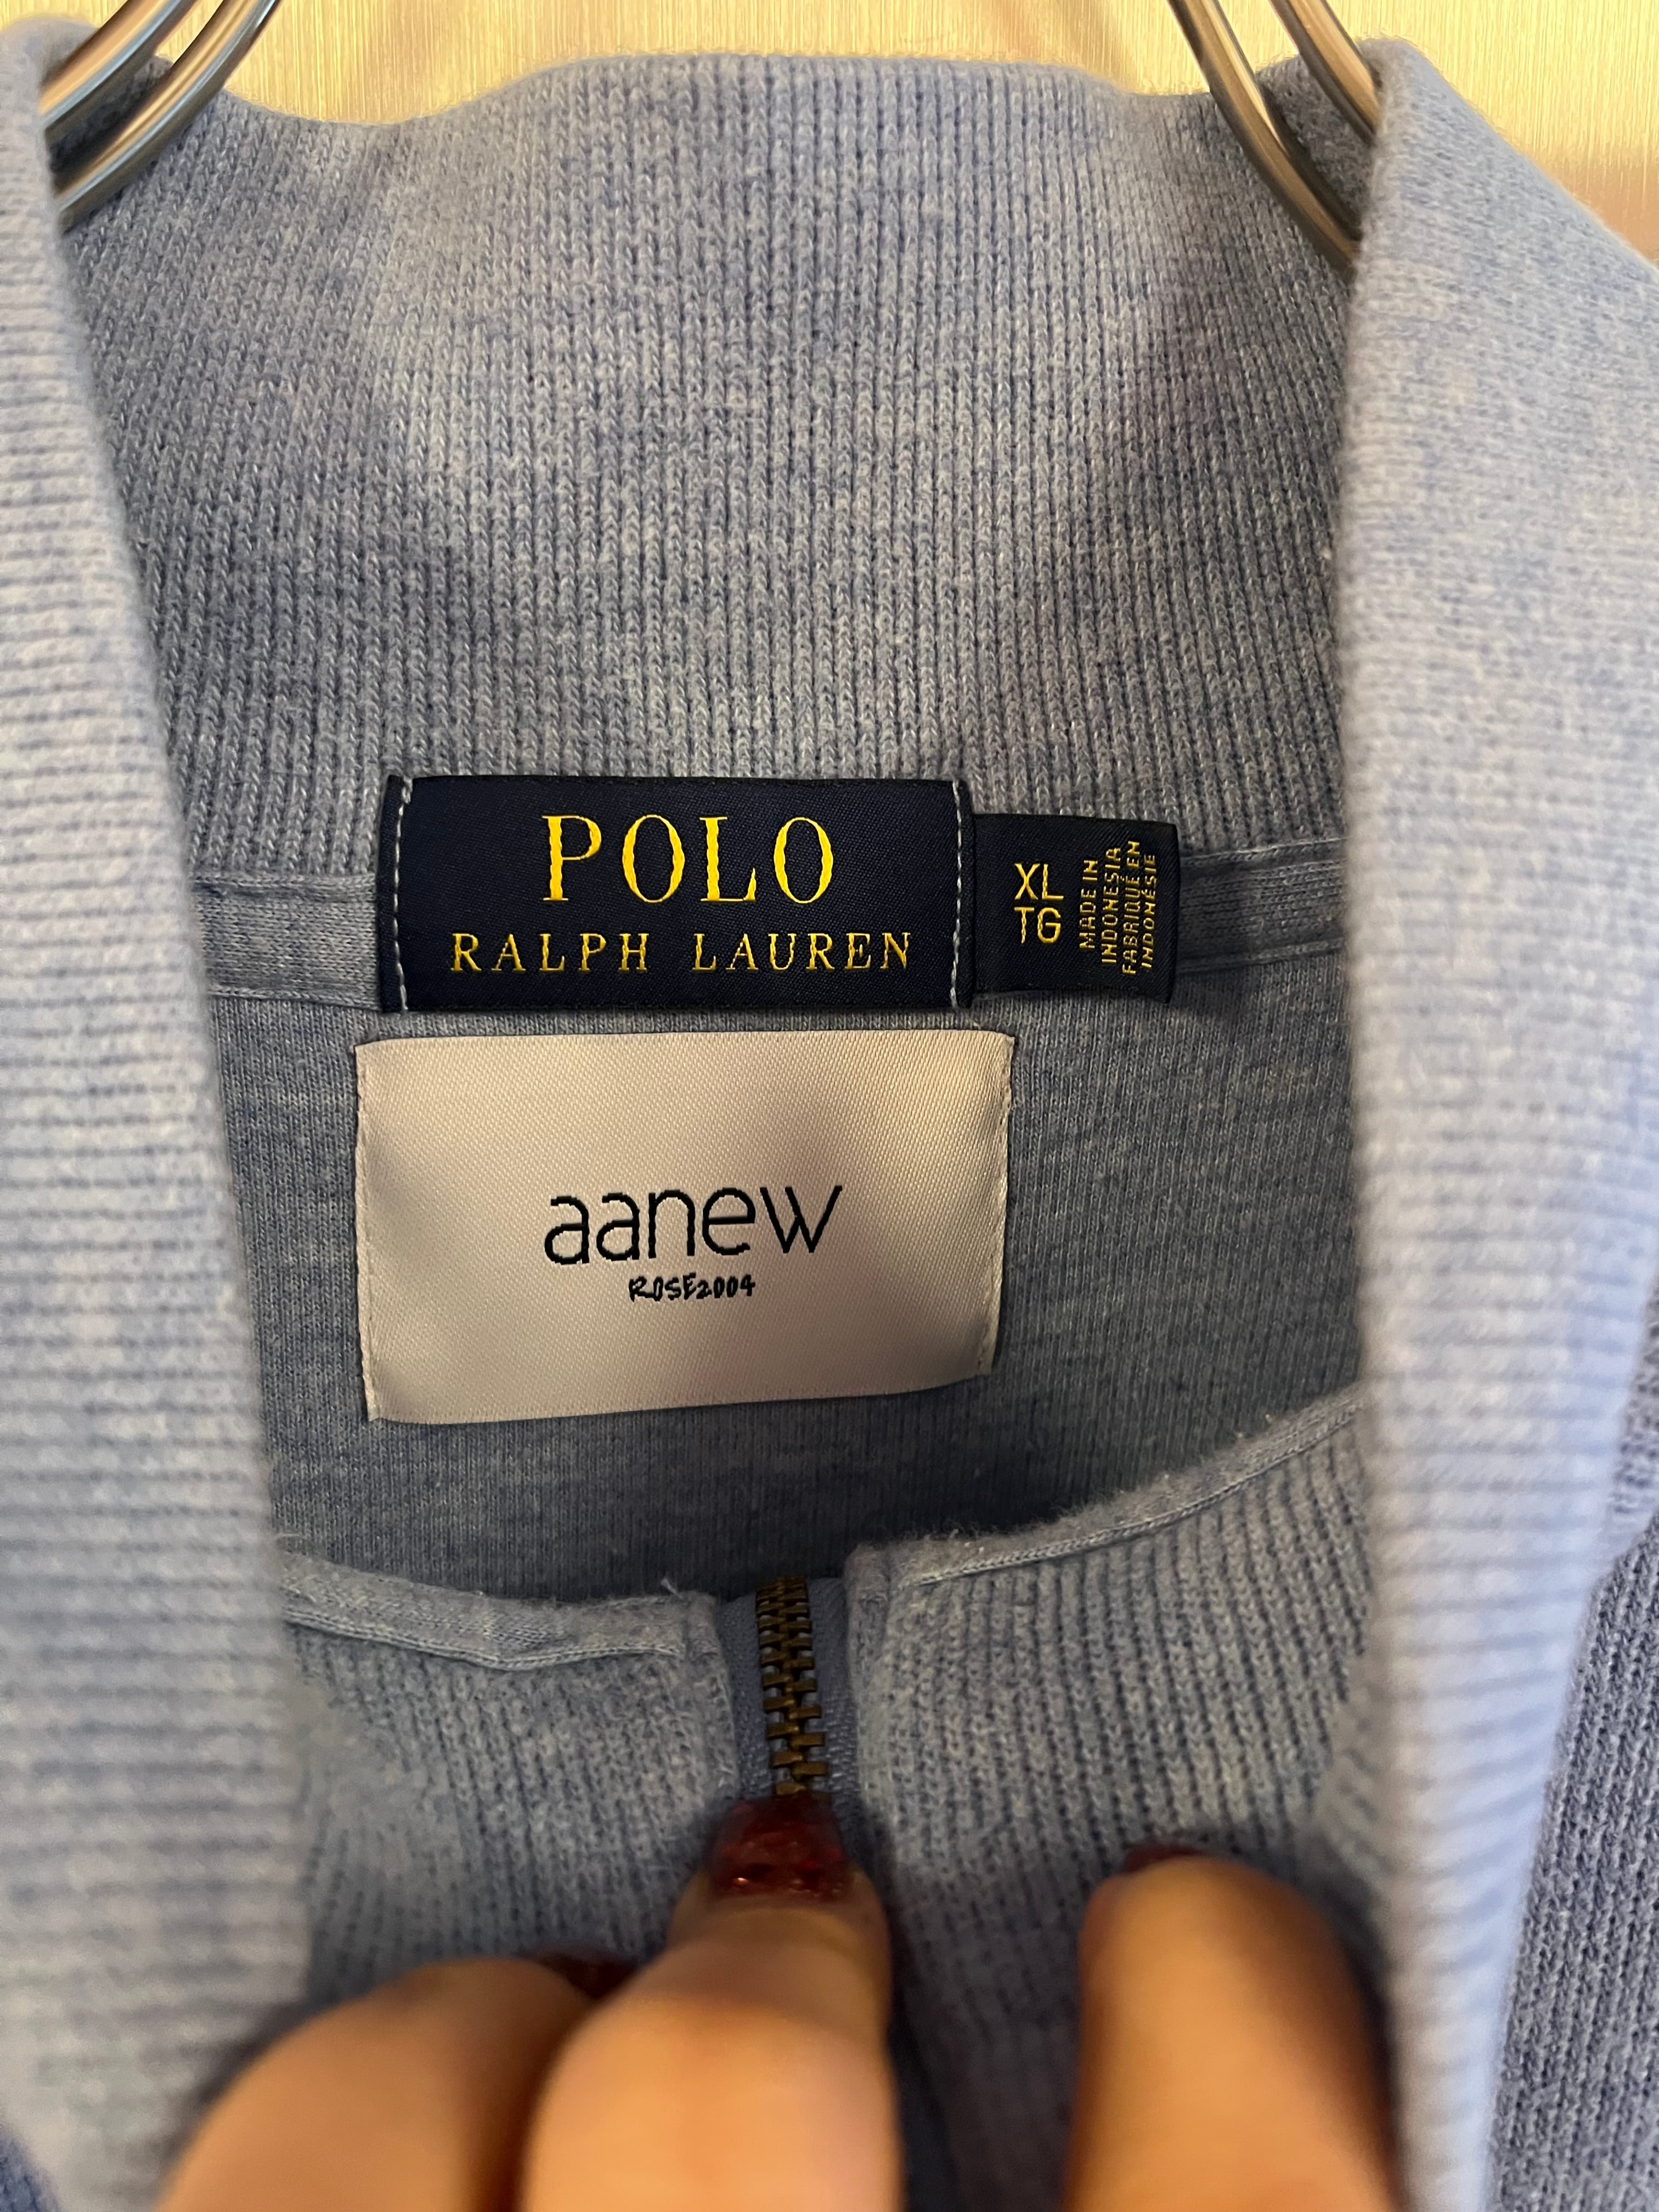 POLO
RALPH LAUREN
XL
TG
MADE IN
INDONESIA
FABRIQUÉ EN
INDONÉSIE
aanew
ROSE2004